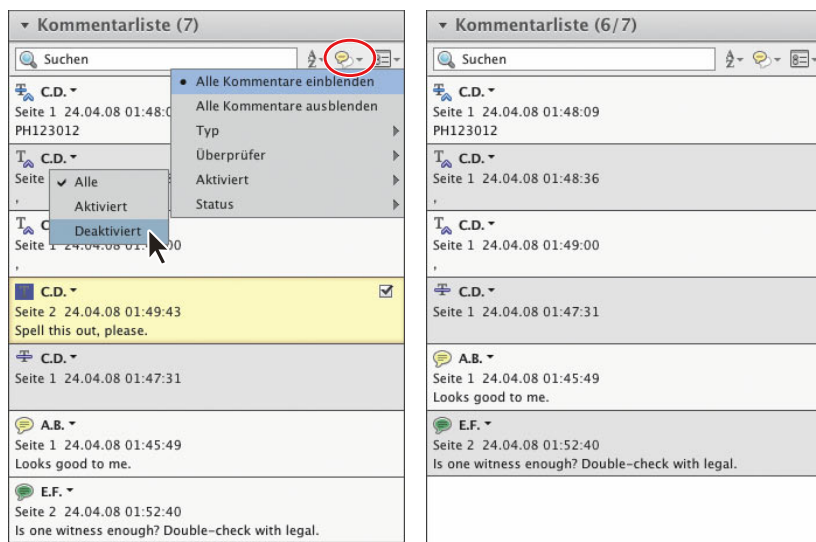 Kommentarliste (7)
Suchen
Alle Kommentare einblenden
Alle Kommentare ausblenden
Typ
Überprüfer
Aktiviert
Status
Alle
Aktiviert
Deaktiviert
C.D.
Seite 1 24.04.08 01:48:0
PH123012
C.D.
Seite
,
C
Seite 1 24.04.08 01:49:00
,
C.D.
Seite 2 24.04.08 01:49:43
Spell this out, please.
C.D.
Seite 1 24.04.08 01:47:31
A.B.
Seite 1 24.04.08 01:45:49
Looks good to me.
E.F.
Seite 2 24.04.08 01:52:40
Is one witness enough? Double-check with legal.
Kommentarliste (6/7)
Suchen
C.D.
Seite 1 24.04.08 01:48:09
PH123012
C.D.
Seite 1 24.04.08 01:48:36
,
C.D.
Seite 1 24.04.08 01:49:00
,
C.D.
Seite 1 24.04.08 01:47:31
A.B.
Seite 1 24.04.08 01:45:49
Looks good to me.
E.F.
Seite 2 24.04.08 01:52:40
Is one witness enough? Double-check with legal.